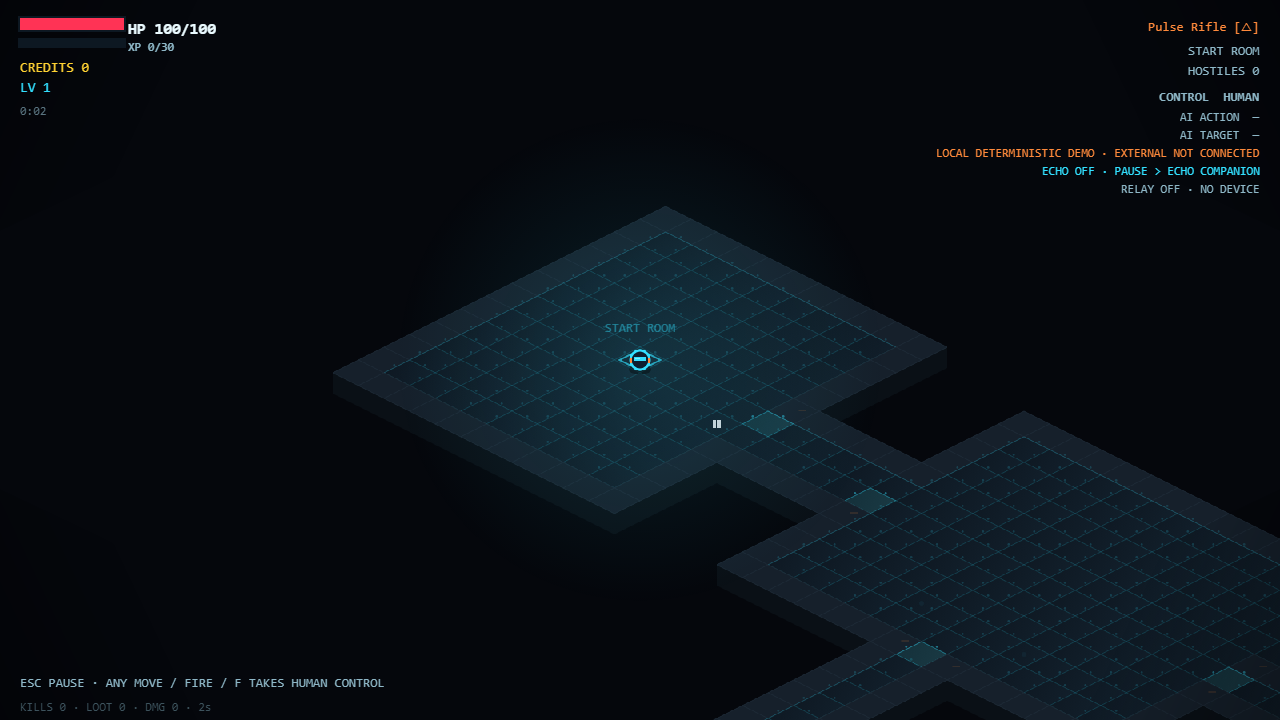 HP 100/100
XP 0/30
CREDITS 0
LV 1
0:02
Pulse Rifle [△]
START ROOM
HOSTILES 0
CONTROL HUMAN
AI ACTION —
AI TARGET —
LOCAL DETERMINISTIC DEMO · EXTERNAL NOT CONNECTED
ECHO OFF · PAUSE > ECHO COMPANION
RELAY OFF · NO DEVICE
START ROOM
ESC PAUSE · ANY MOVE / FIRE / F TAKES HUMAN CONTROL
KILLS 0 · LOOT 0 · DMG 0 · 2s